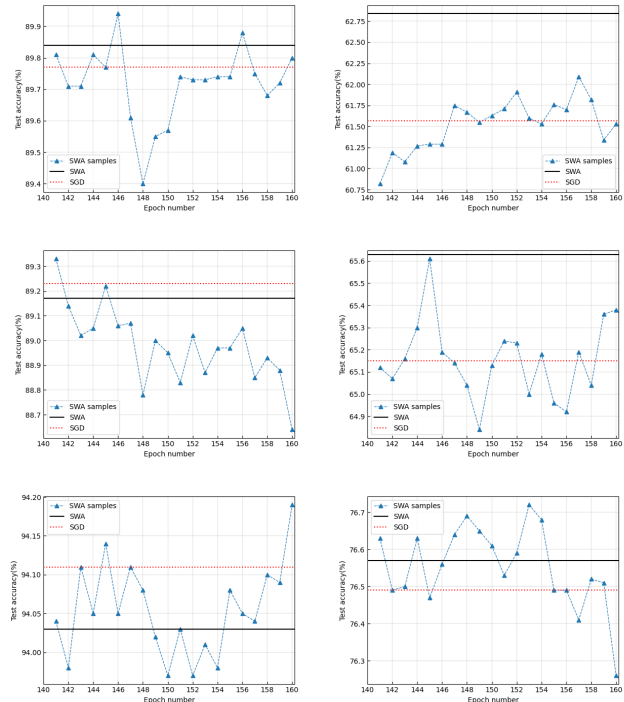 89.9
89.8
89.7
89.6
89.5
89.4
Test accuracy(%)
SWA samples
SWA
SGD
140 142 144 146 148 150 152 154 156 158 160
Epoch number
62.75
62.50
62.25
62.00
61.75
61.50
61.25
61.00
60.75
Test accuracy(%)
SWA samples
SWA
SGD
140 142 144 146 148 150 152 154 156 158 160
Epoch number
89.3
89.2
89.1
89.0
88.9
88.8
88.7
Test accuracy(%)
SWA samples
SWA
SGD
140 142 144 146 148 150 152 154 156 158 160
Epoch number
65.6
65.5
65.4
65.3
65.2
65.1
65.0
64.9
Test accuracy(%)
SWA samples
SWA
SGD
140 142 144 146 148 150 152 154 156 158 160
Epoch number
94.20
94.15
94.10
94.05
94.00
Test accuracy(%)
SWA samples
SWA
SGD
140 142 144 146 148 150 152 154 156 158 160
Epoch number
76.7
76.6
76.5
76.4
76.3
Test accuracy(%)
SWA samples
SWA
SGD
140 142 144 146 148 150 152 154 156 158 160
Epoch number